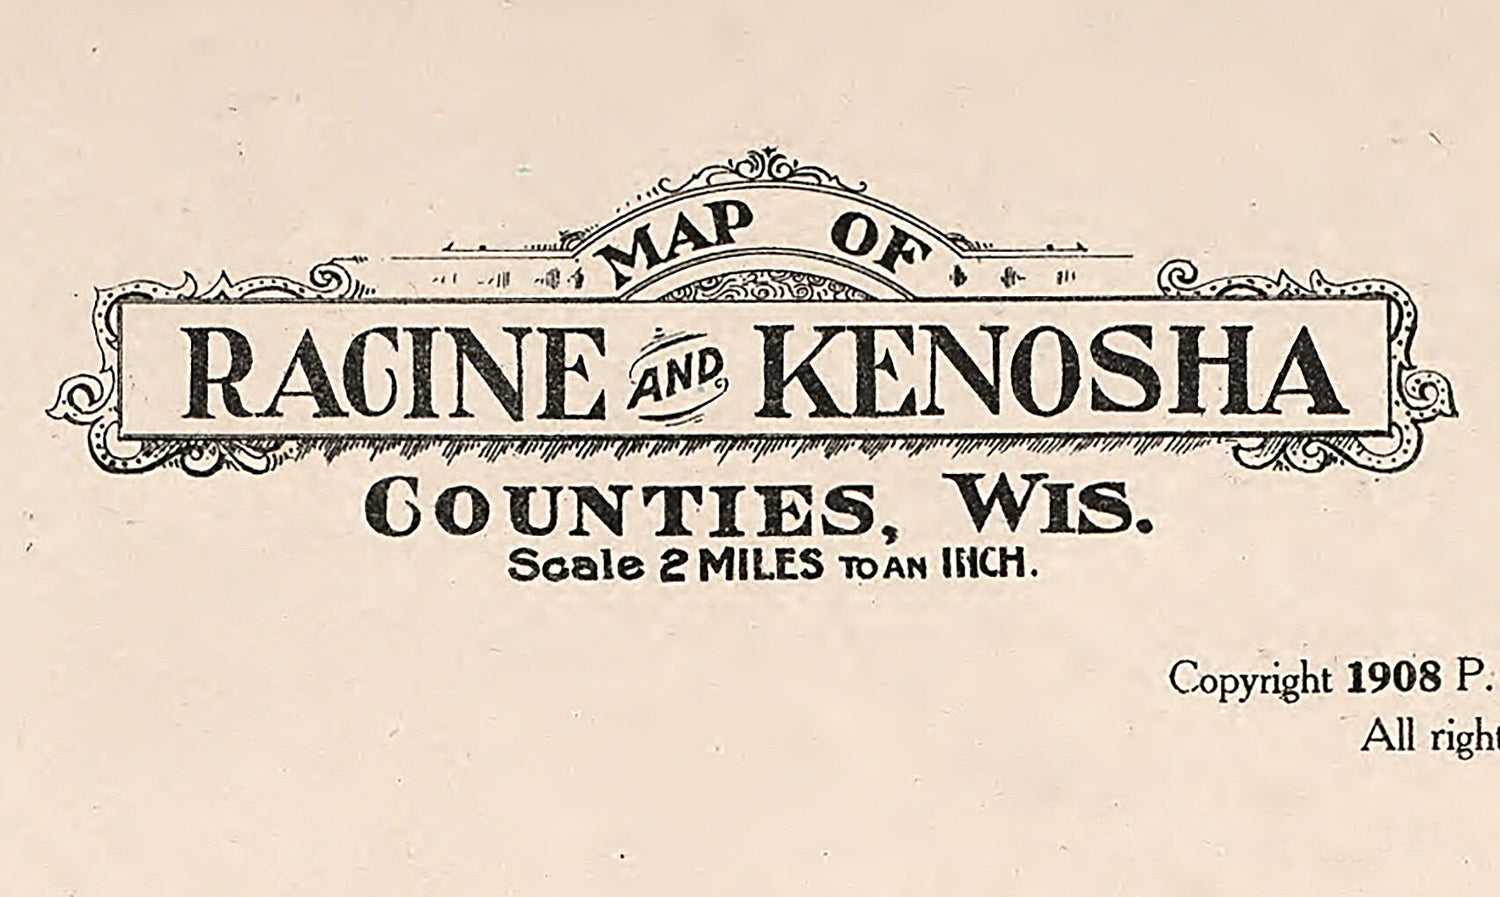 MAP OF
RACINE AND KENOSHA
COUNTIES, WIS.
Scale 2 MILES TO AN INCH.
Copyright 1908 P.
All right